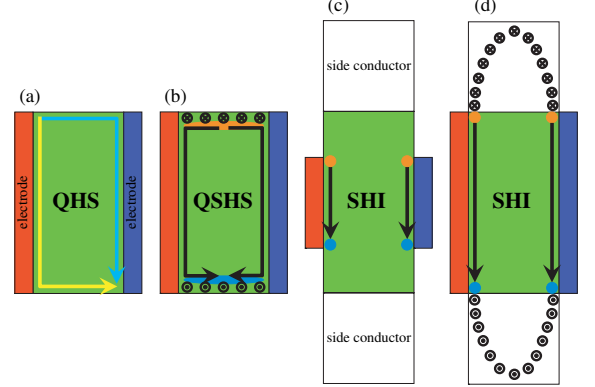 (c)
(d)
side conductor
(a)
(b)
electrode
QHS
electrode
QSHS
SHI
SHI
side conductor